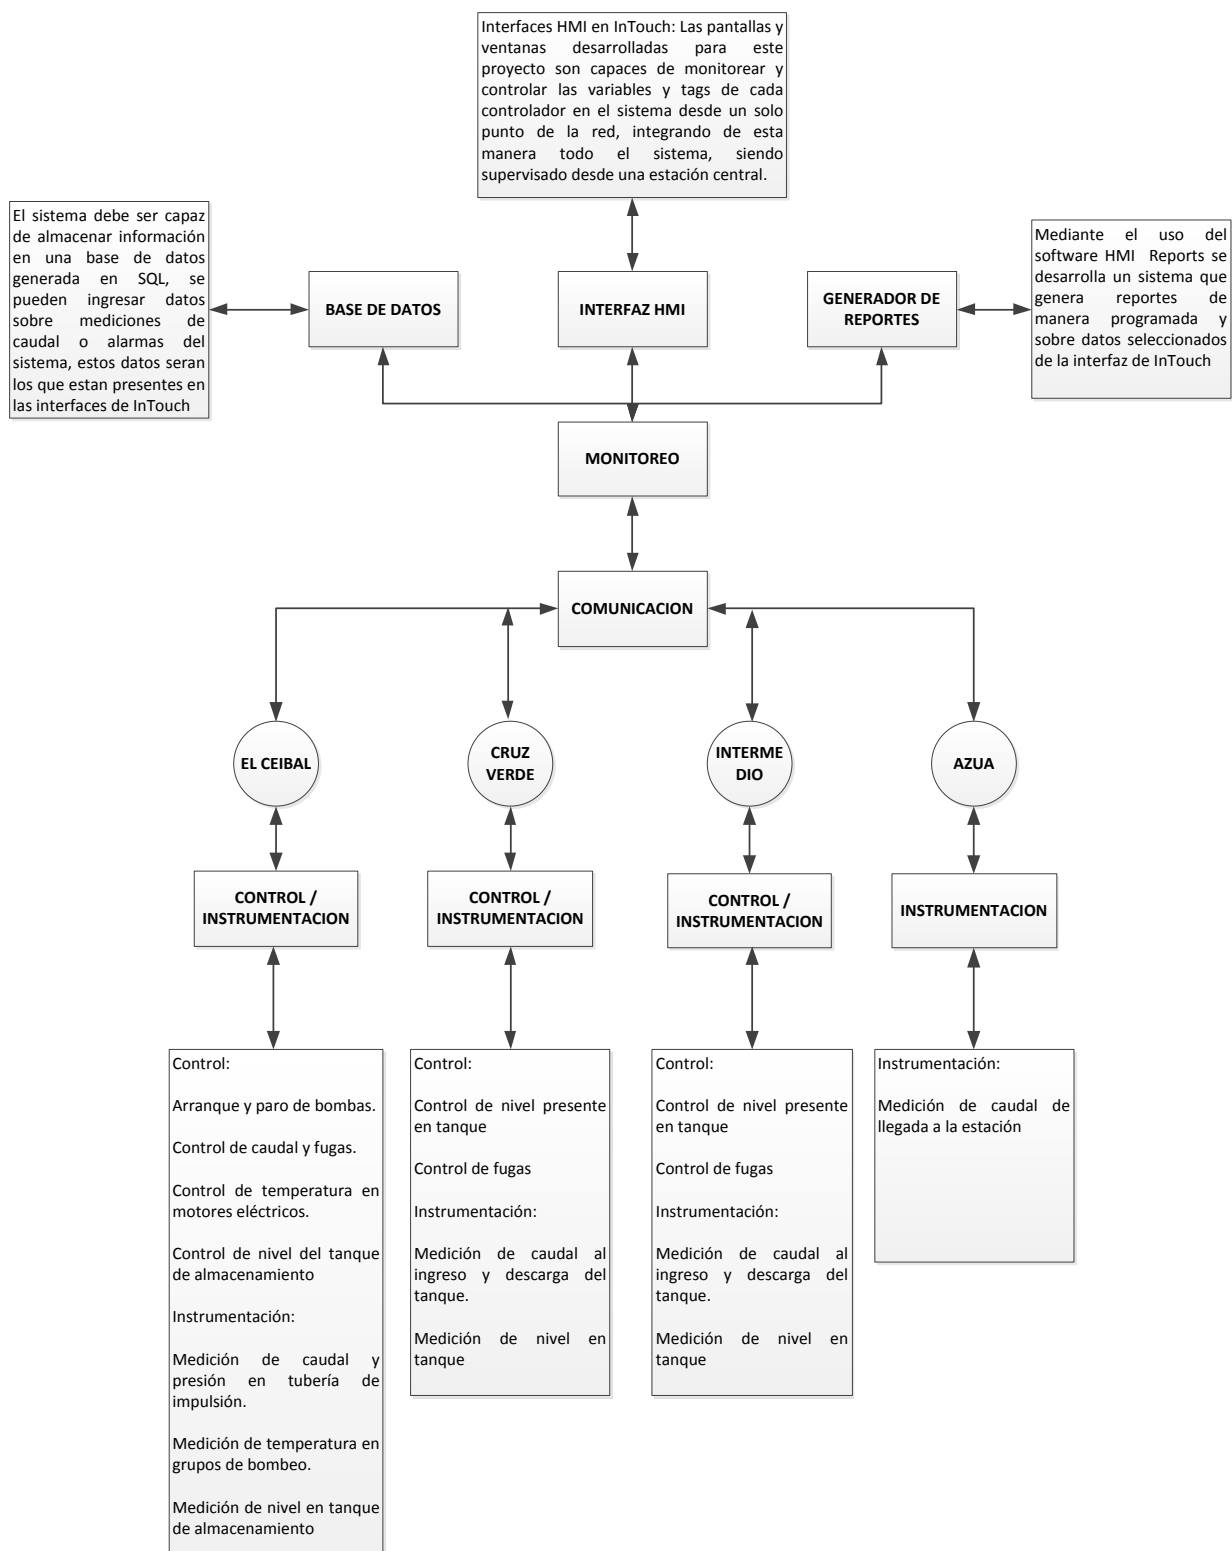 Interfaces HMI en InTouch: Las pantallas y
ventanas desarrolladas para este
proyecto son capaces de monitorear y
controlar las variables y tags de cada
controlador en el sistema desde un solo
punto de la red, integrando de esta
manera todo el sistema, siendo
supervisado desde una estación central.
El sistema debe ser capaz
de almacenar información
en una base de datos
generada en SQL, se
pueden ingresar datos
sobre mediciones de
caudal o alarmas del
sistema, estos datos seran
los que estan presentes en
las interfaces de InTouch
BASE DE DATOS
INTERFAZ HMI
GENERADOR DE
REPORTES
Mediante el uso del
software HMI Reports se
desarrolla un sistema que
genera reportes de
manera programada y
sobre datos seleccionados
de la interfaz de InTouch
MONITOREO
COMUNICACION
EL CEIBAL
CRUZ
VERDE
INTERME
DIO
AZUA
CONTROL /
INSTRUMENTACION
CONTROL /
INSTRUMENTACION
CONTROL /
INSTRUMENTACION
INSTRUMENTACION
Control:
Arranque y paro de bombas.
Control de caudal y fugas.
Control de temperatura en
motores eléctricos.
Control de nivel del tanque
de almacenamiento
Instrumentación:
Medición de caudal y
presión en tubería de
impulsión.
Medición de temperatura en
grupos de bombeo.
Medición de nivel en tanque
de almacenamiento
Control:
Control de nivel presente
en tanque
Control de fugas
Instrumentación:
Medición de caudal al
ingreso y descarga del
tanque.
Medición de nivel en
tanque
Control:
Control de nivel presente
en tanque
Control de fugas
Instrumentación:
Medición de caudal al
ingreso y descarga del
tanque.
Medición de nivel en
tanque
Instrumentación:
Medición de caudal de
llegada a la estación